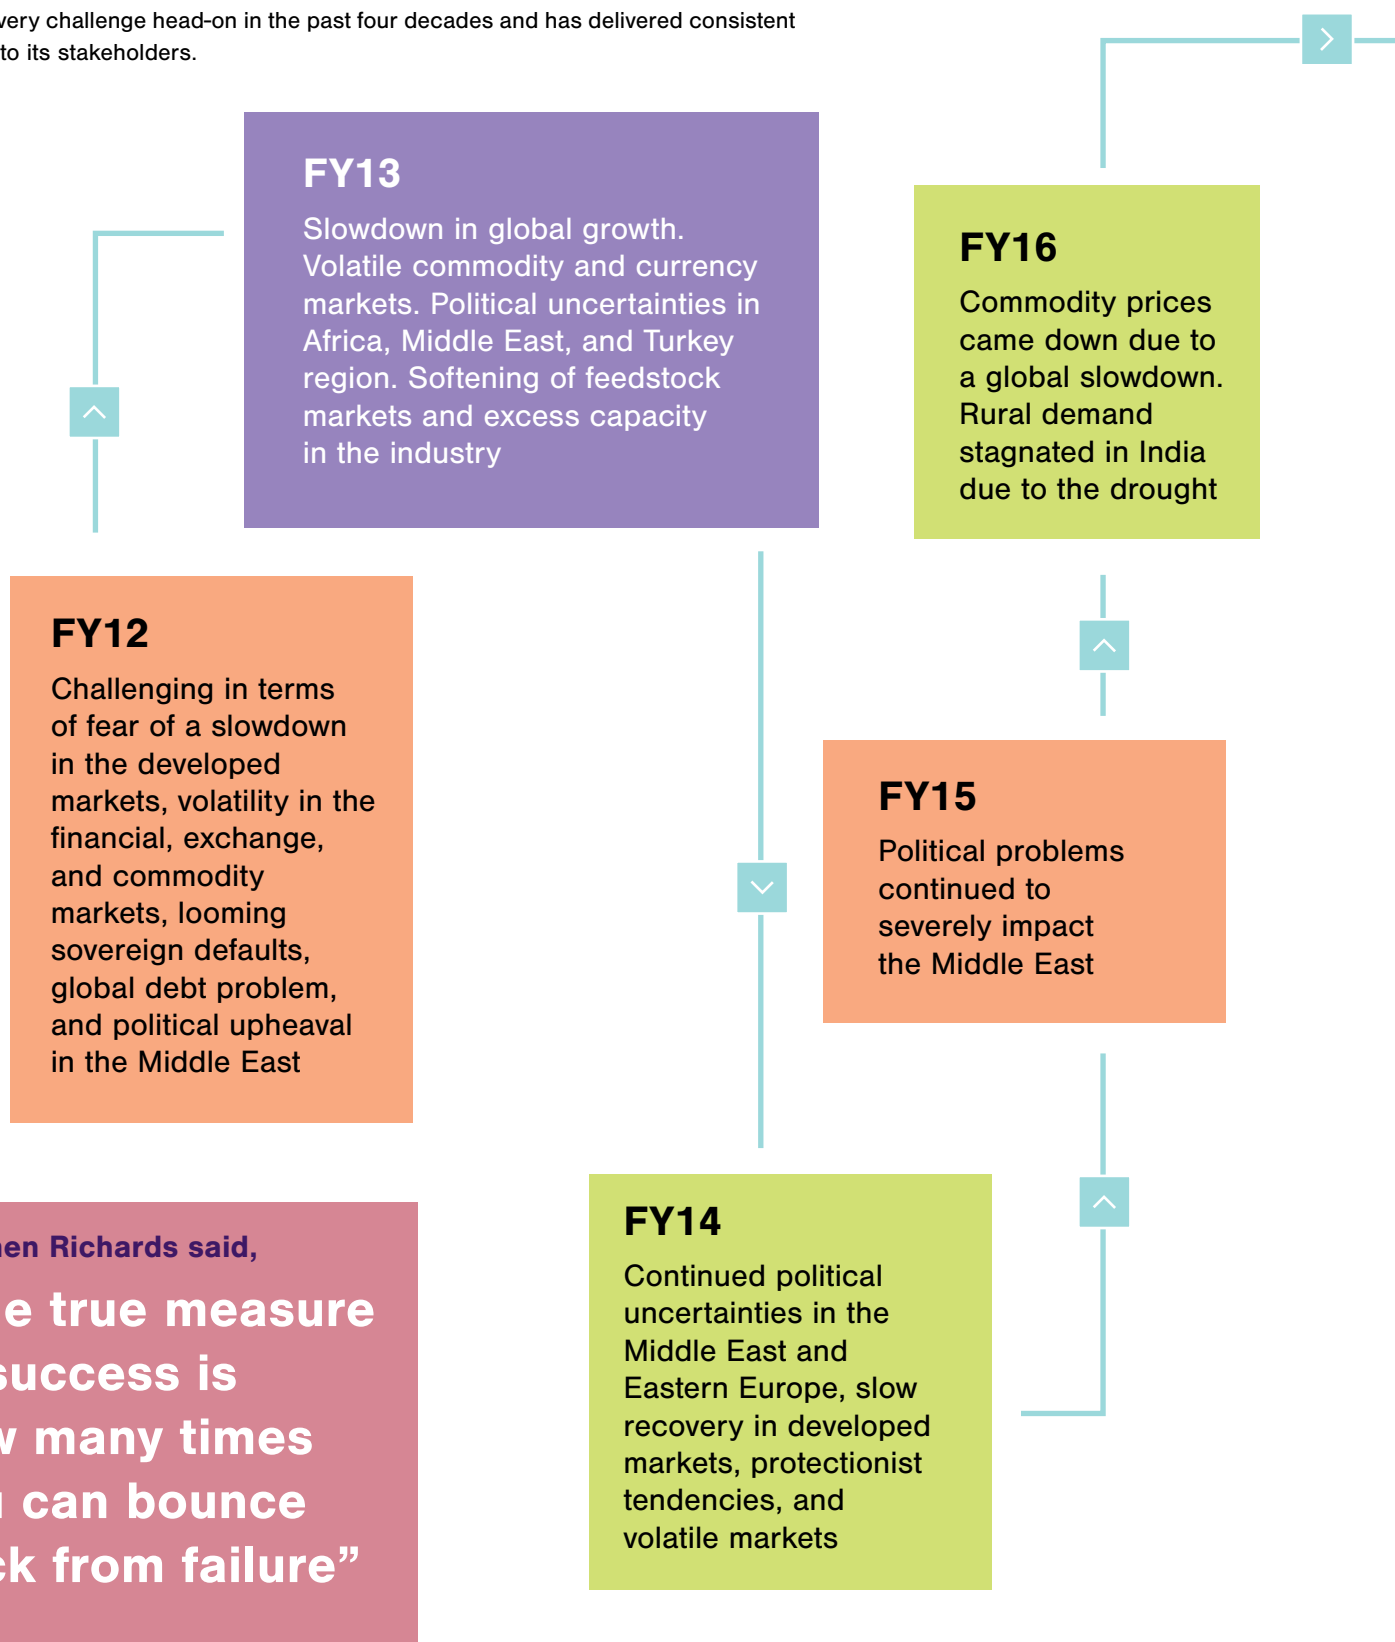 very challenge head-on in the past four decades and has delivered consistent
to its stakeholders.
FY12
Challenging in terms
of fear of a slowdown
in the developed
markets, volatility in the
financial, exchange,
and commodity
markets, looming
sovereign defaults,
global debt problem,
and political upheaval
in the Middle East
FY13
Slowdown in global growth.
Volatile commodity and currency
markets. Political uncertainties in
Africa, Middle East, and Turkey
region. Softening of feedstock
markets and excess capacity
in the industry
FY14
Continued political
uncertainties in the
Middle East and
Eastern Europe, slow
recovery in developed
markets, protectionist
tendencies, and
volatile markets
FY15
Political problems
continued to
severely impact
the Middle East
FY16
Commodity prices
came down due to
a global slowdown.
Rural demand
stagnated in India
due to the drought
en Richards said,
e true measure
success is
w many times
can bounce
ck from failure”